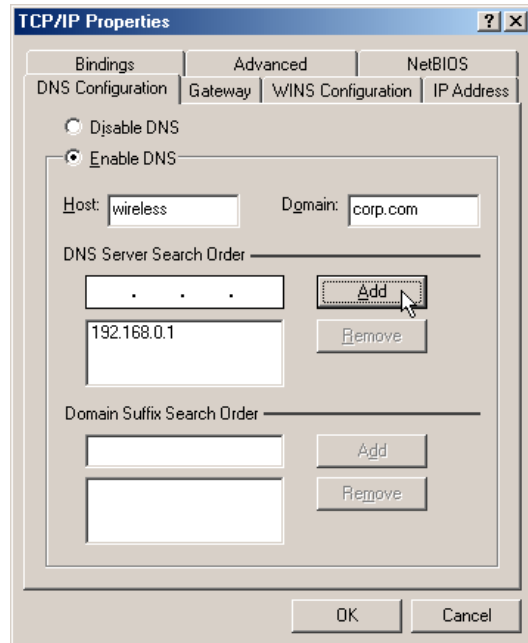 TCP/IP Properties
Bindings Advanced NetBIOS
DNS Configuration Gateway WINS Configuration IP Address
Disable DNS
Enable DNS
Host: wireless Domain: corp.com
DNS Server Search Order
. . . Add
192.168.0.1 Remove
Domain Suffix Search Order
Add
Remove
OK Cancel